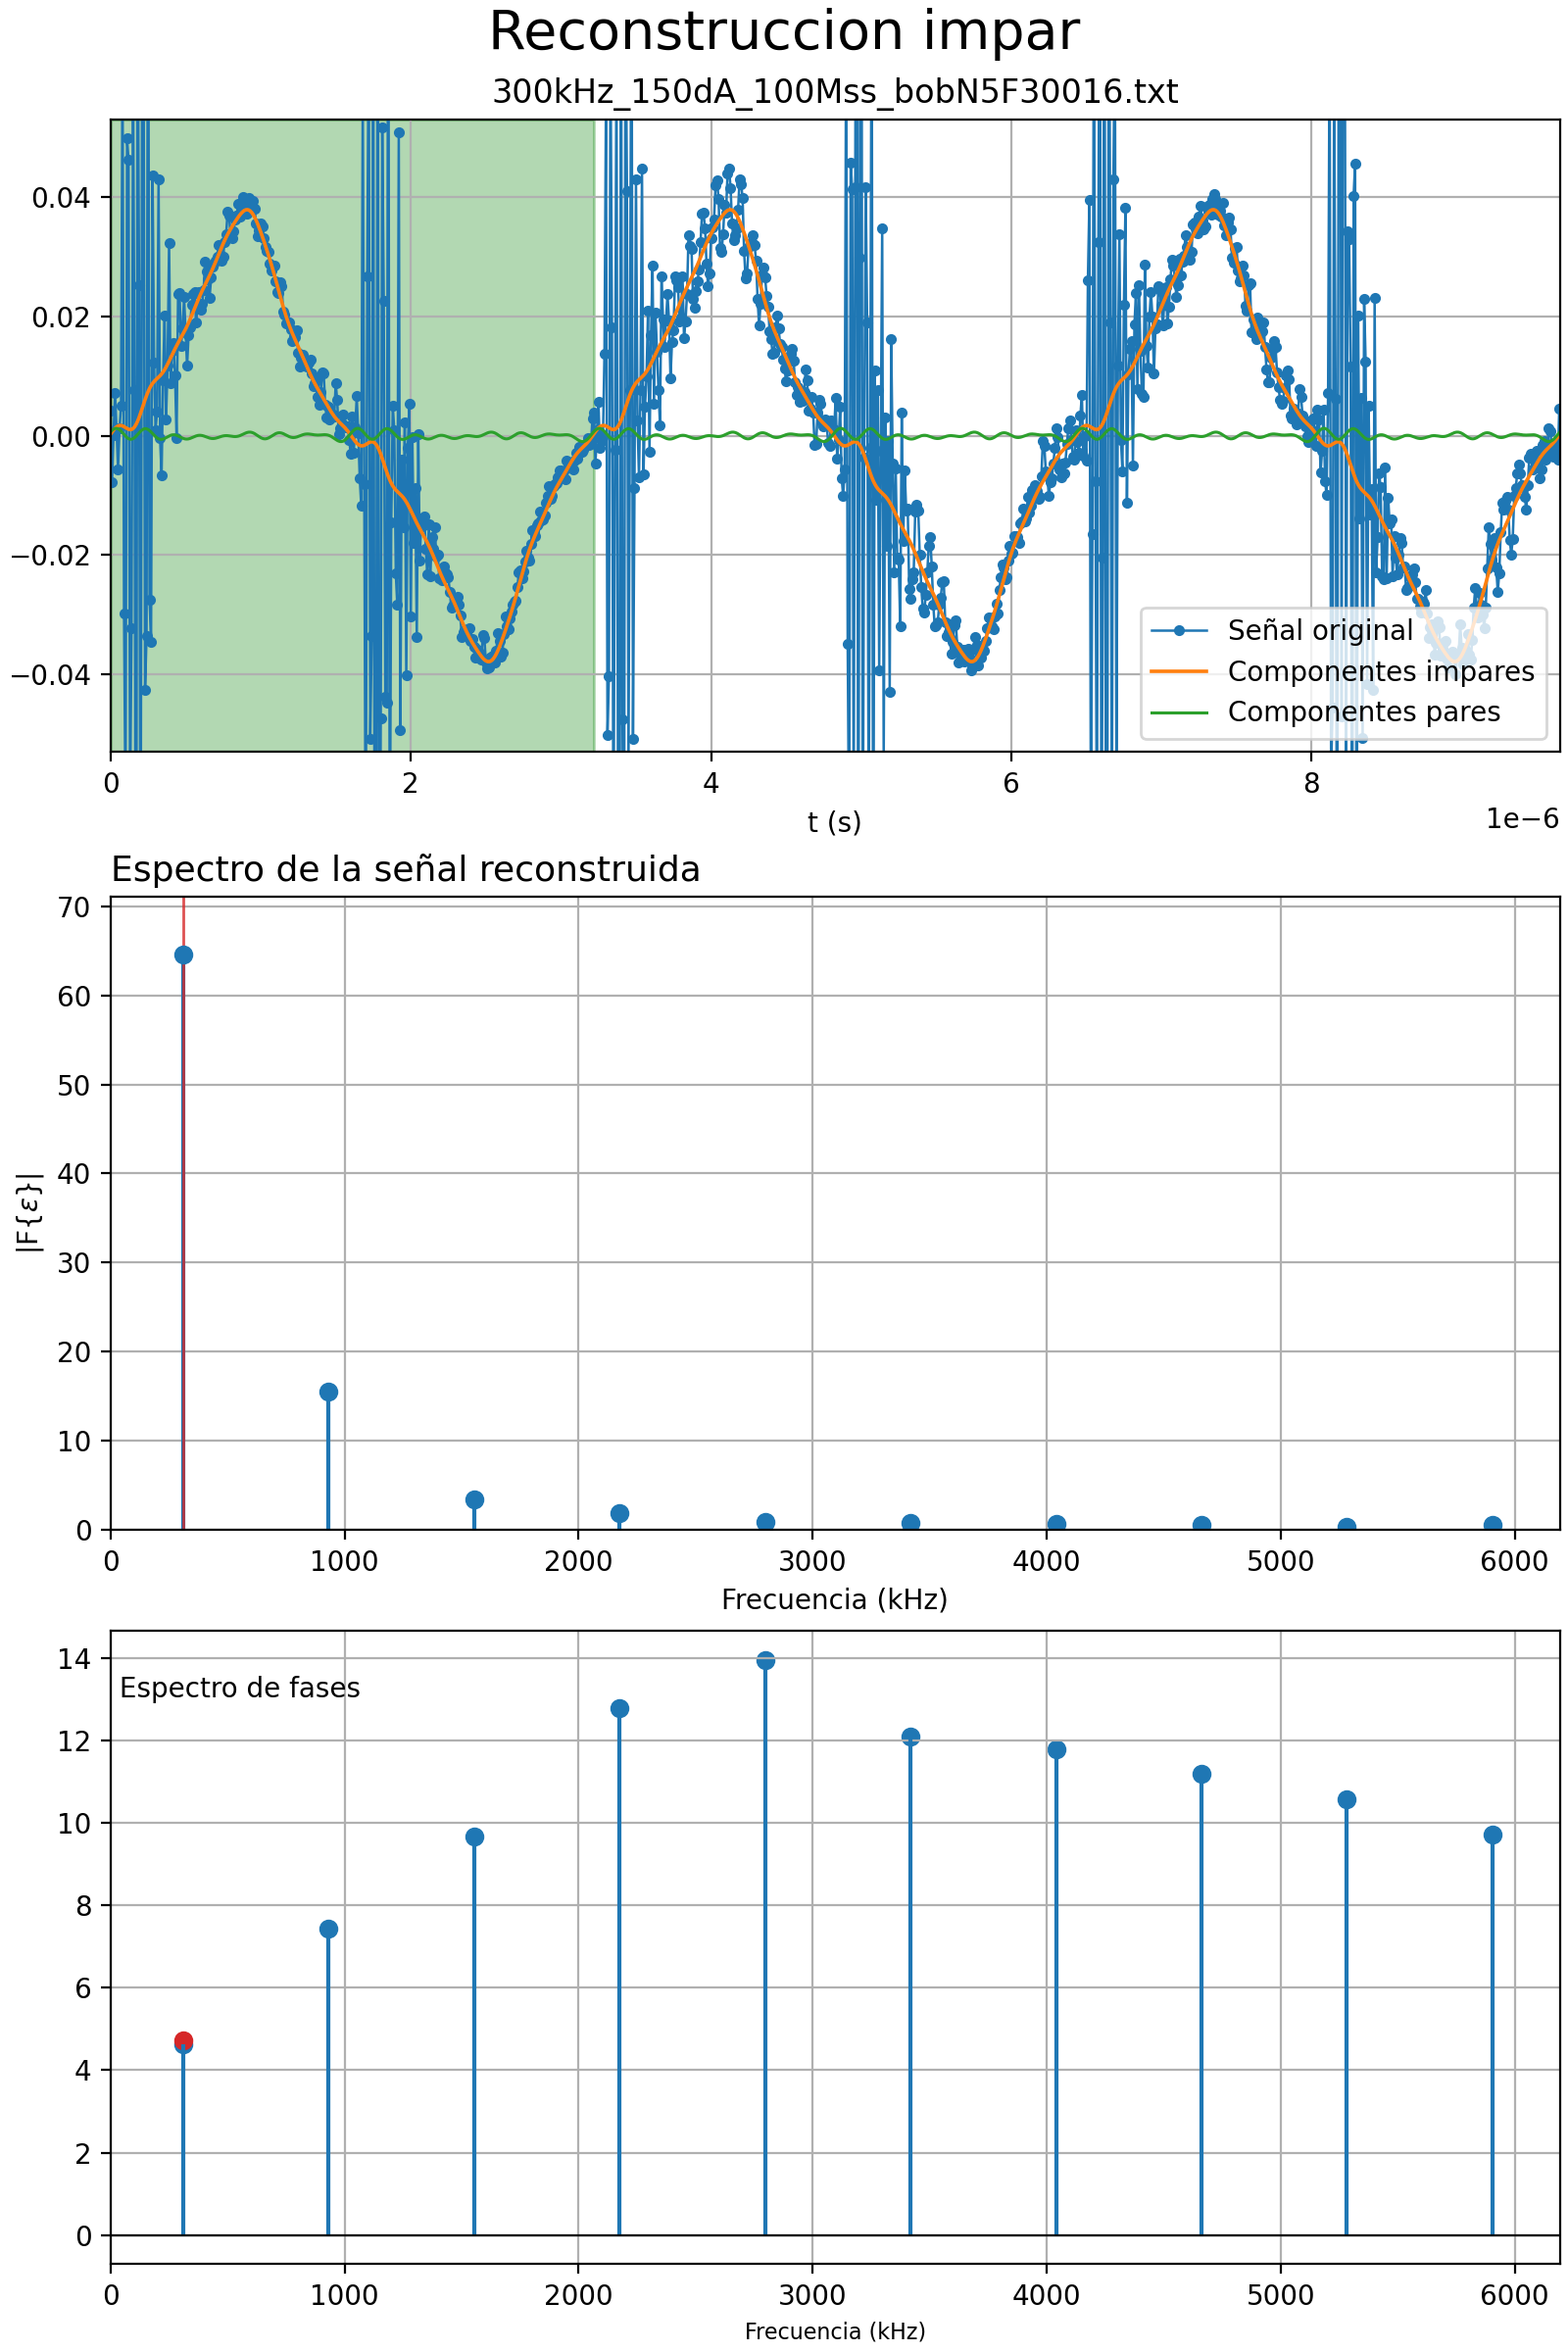 Reconstruccion impar
300kHz_150dA_100Mss_bobN5F30016.txt
0.04
0.02
0.00
−0.02
−0.04
Señal original
Componentes impares
Componentes pares
0 2 4 6 8
t (s)
1e−6
Espectro de la señal reconstruida
70
60
50
40
30
20
10
0
|F{ε}|
0 1000 2000 3000 4000 5000 6000
Frecuencia (kHz)
14
Espectro de fases
12
10
8
6
4
2
0
0 1000 2000 3000 4000 5000 6000
Frecuencia (kHz)